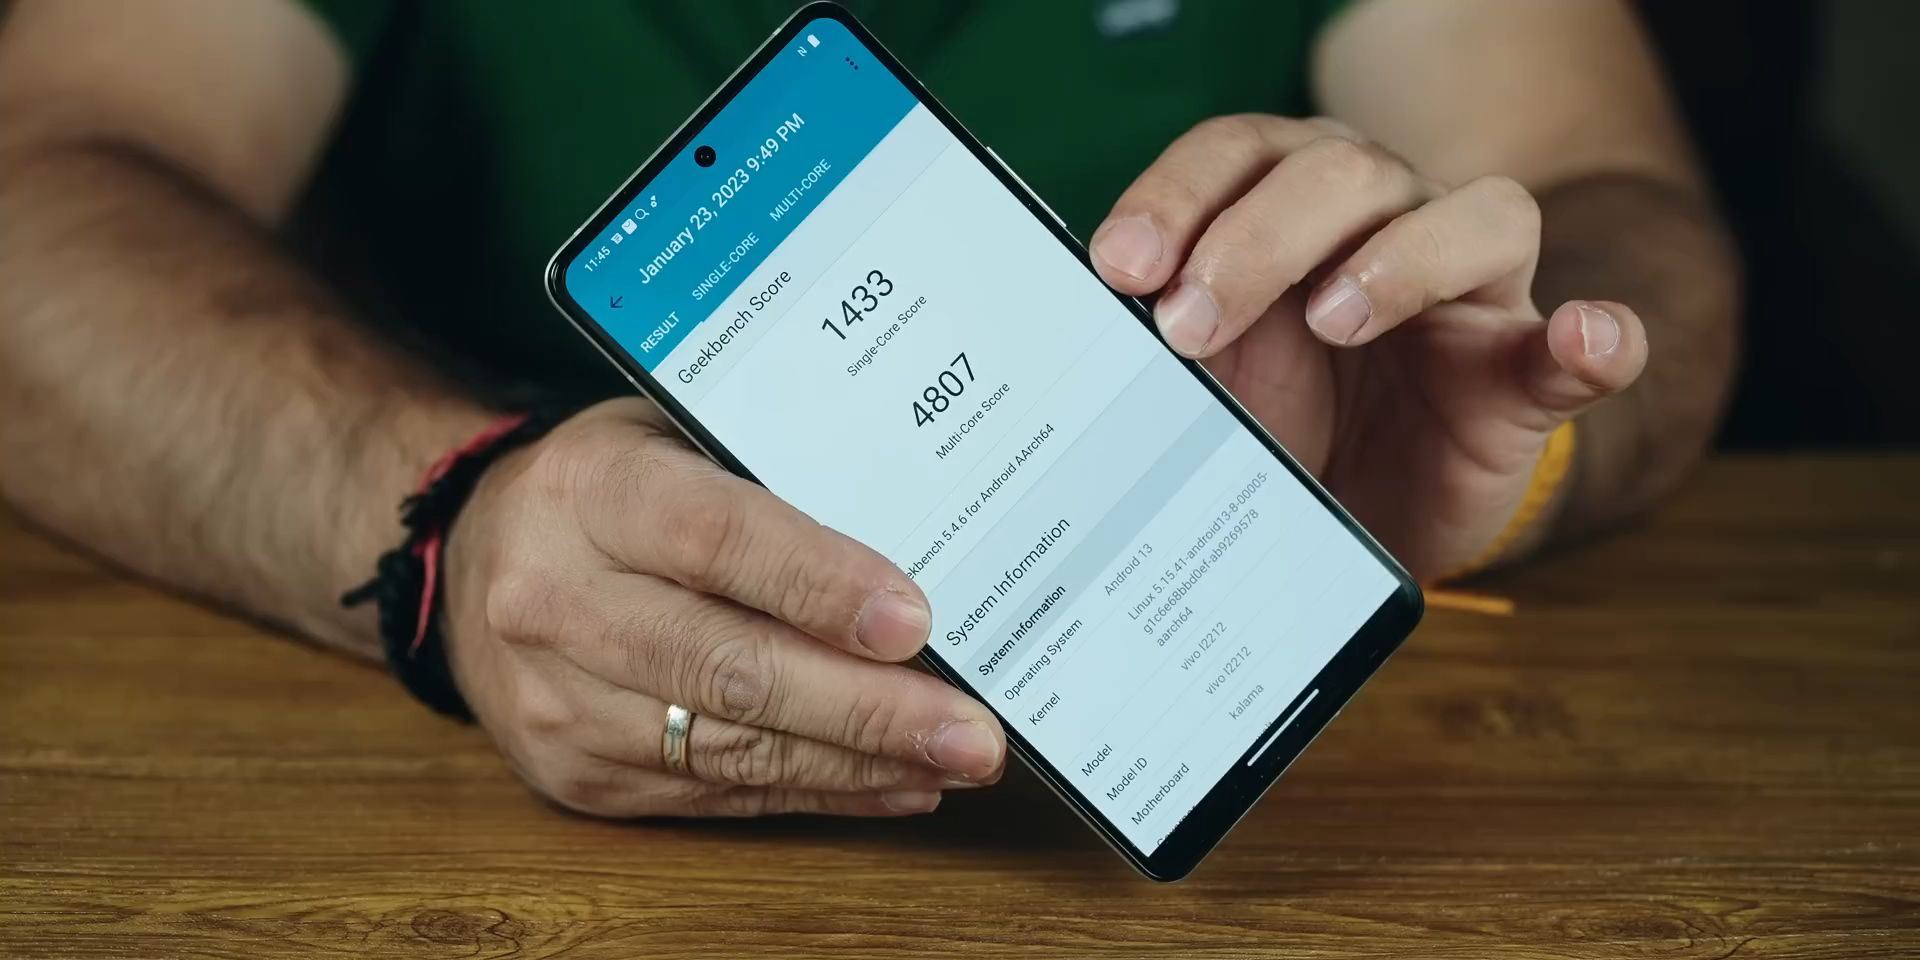 11:45
N
January 23, 2023 9:49 PM
RESULT SINGLE-CORE MULTI-CORE
Geekbench Score
1433
Single-Core Score
4807
Multi-Core Score
5.4.6 for Android AArch64
System Information
System Information
Operating System Android 13
Kernel Linux 5.15.41-android13-8-00005-
g1c6e68bbd0ef-ab9269578
aarch64
Model vivo I2212
Model ID vivo I2212
Motherboard kalama